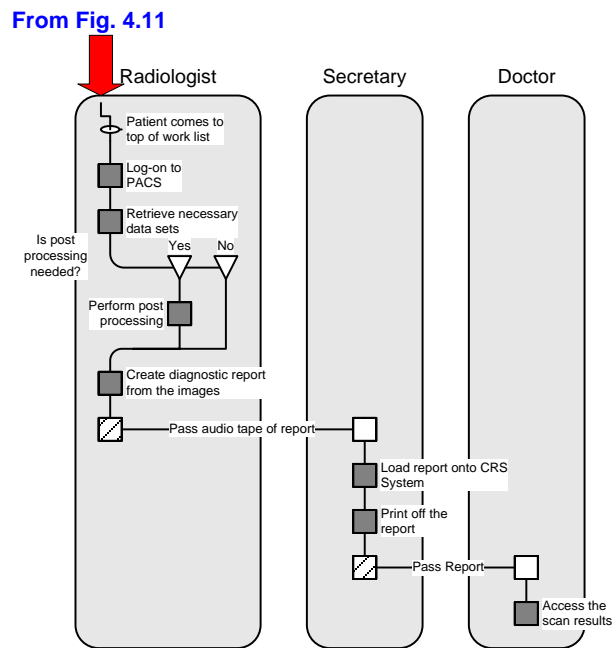 From Fig. 4.11
Radiologist
Secretary
Doctor
Patient comes to
top of work list
Log-on to
PACS
Retrieve necessary
data sets
Is post
processing
needed?
Yes
No
Perform post
processing
Create diagnostic report
from the images
Pass audio tape of report
Load report onto CRS
System
Print off the
report
Pass Report
Access the
scan results